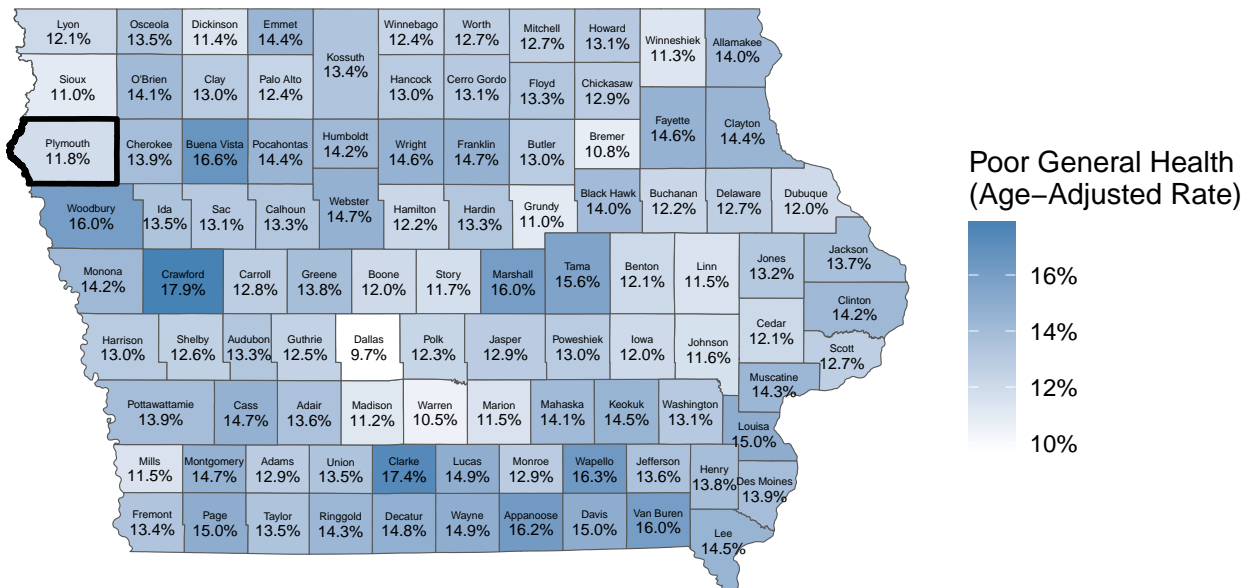 Lyon
12.1%
Osceola
13.5%
Dickinson
11.4%
Emmet
14.4%
Kossuth
13.4%
Winnebago
12.4%
Worth
12.7%
Mitchell
12.7%
Howard
13.1%
Winneshiek
11.3%
Allamakee
14.0%
Sioux
11.0%
O'Brien
14.1%
Clay
13.0%
Palo Alto
12.4%
Hancock
13.0%
Cerro Gordo
13.1%
Floyd
13.3%
Chickasaw
12.9%
Plymouth
11.8%
Cherokee
13.9%
Buena Vista
16.6%
Pocahontas
14.4%
Humboldt
14.2%
Wright
14.6%
Franklin
14.7%
Butler
13.0%
Bremer
10.8%
Fayette
14.6%
Clayton
14.4%
Woodbury
16.0%
Ida
13.5%
Sac
13.1%
Calhoun
13.3%
Webster
14.7%
Hamilton
12.2%
Hardin
13.3%
Grundy
11.0%
Black Hawk
14.0%
Buchanan
12.2%
Delaware
12.7%
Dubuque
12.0%
Monona
14.2%
Crawford
17.9%
Carroll
12.8%
Greene
13.8%
Boone
12.0%
Story
11.7%
Marshall
16.0%
Tama
15.6%
Benton
12.1%
Linn
11.5%
Jones
13.2%
Jackson
13.7%
Clinton
14.2%
Harrison
13.0%
Shelby
12.6%
Audubon
13.3%
Guthrie
12.5%
Dallas
9.7%
Polk
12.3%
Jasper
12.9%
Poweshiek
13.0%
Iowa
12.0%
Johnson
11.6%
Cedar
12.1%
Scott
12.7%
Muscatine
14.3%
Pottawattamie
13.9%
Cass
14.7%
Adair
13.6%
Madison
11.2%
Warren
10.5%
Marion
11.5%
Mahaska
14.1%
Keokuk
14.5%
Washington
13.1%
Louisa
15.0%
Mills
11.5%
Montgomery
14.7%
Adams
12.9%
Union
13.5%
Clarke
17.4%
Lucas
14.9%
Monroe
12.9%
Wapello
16.3%
Jefferson
13.6%
Henry
13.8%
Des Moines
13.9%
Fremont
13.4%
Page
15.0%
Taylor
13.5%
Ringgold
14.3%
Decatur
14.8%
Wayne
14.9%
Appanoose
16.2%
Davis
15.0%
Van Buren
16.0%
Lee
14.5%
Poor General Health
(Age−Adjusted Rate)
16%
14%
12%
10%